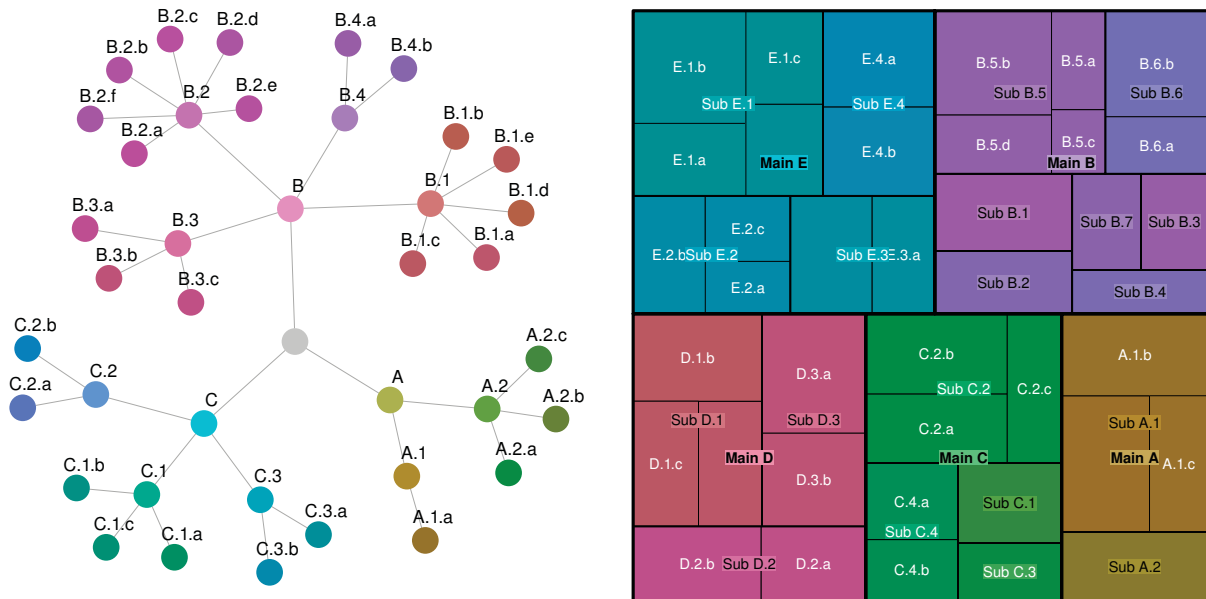 B.2.c
B.2.d
B.4.a
B.2.b
B.4.b
B.2.f
B.2
B.2.e
B.4
B.1.b
B.2.a
B.1.e
B
B.1
B.1.d
B.3.a
B.3
B.1.c
B.1.a
B.3.b
B.3.c
C.2.b
A.2.c
C.2
A
A.2
A.2.b
C.2.a
C
A.2.a
C.1.b
C.1
C.3
A.1
C.3.a
A.1.a
C.1.c
C.1.a
C.3.b
E.1.b
E.1.c
Sub E.1
E.1.a
Main E
E.4.a
Sub E.4
E.4.b
E.2.b
Sub E.2
E.2.c
E.2.a
Sub E.3
E.3.a
B.5.b
B.5.a
Sub B.5
B.5.d
B.5.c
Main B
B.6.b
Sub B.6
B.6.a
Sub B.1
Sub B.7
Sub B.3
Sub B.2
Sub B.4
D.1.b
Sub D.1
D.1.c
Main D
D.3.a
Sub D.3
D.3.b
D.2.b
Sub D.2
D.2.a
C.2.b
Sub C.2
C.2.c
C.2.a
Main C
C.4.a
Sub C.4
C.4.b
Sub C.1
Sub C.3
A.1.b
Sub A.1
Main A
A.1.c
Sub A.2